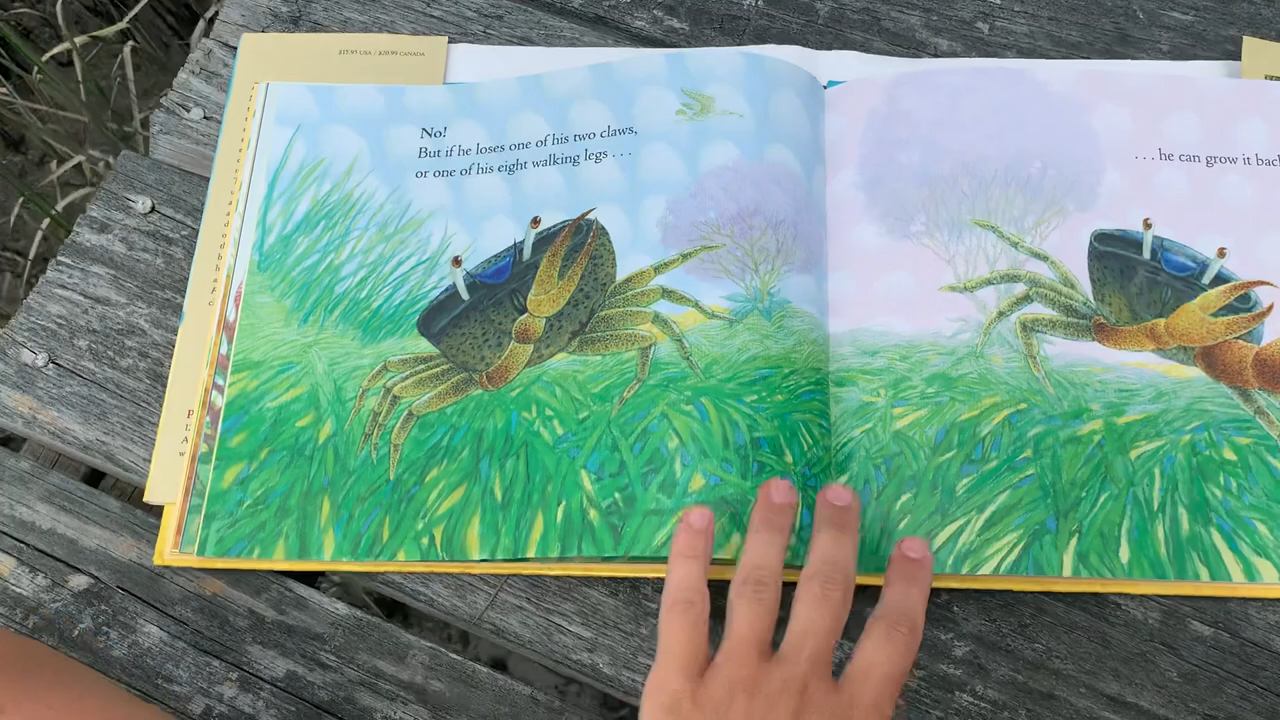 $15.95 USA / $20.99 CANADA
No!
But if he loses one of his two claws,
or one of his eight walking legs . . .
. . . he can grow it back